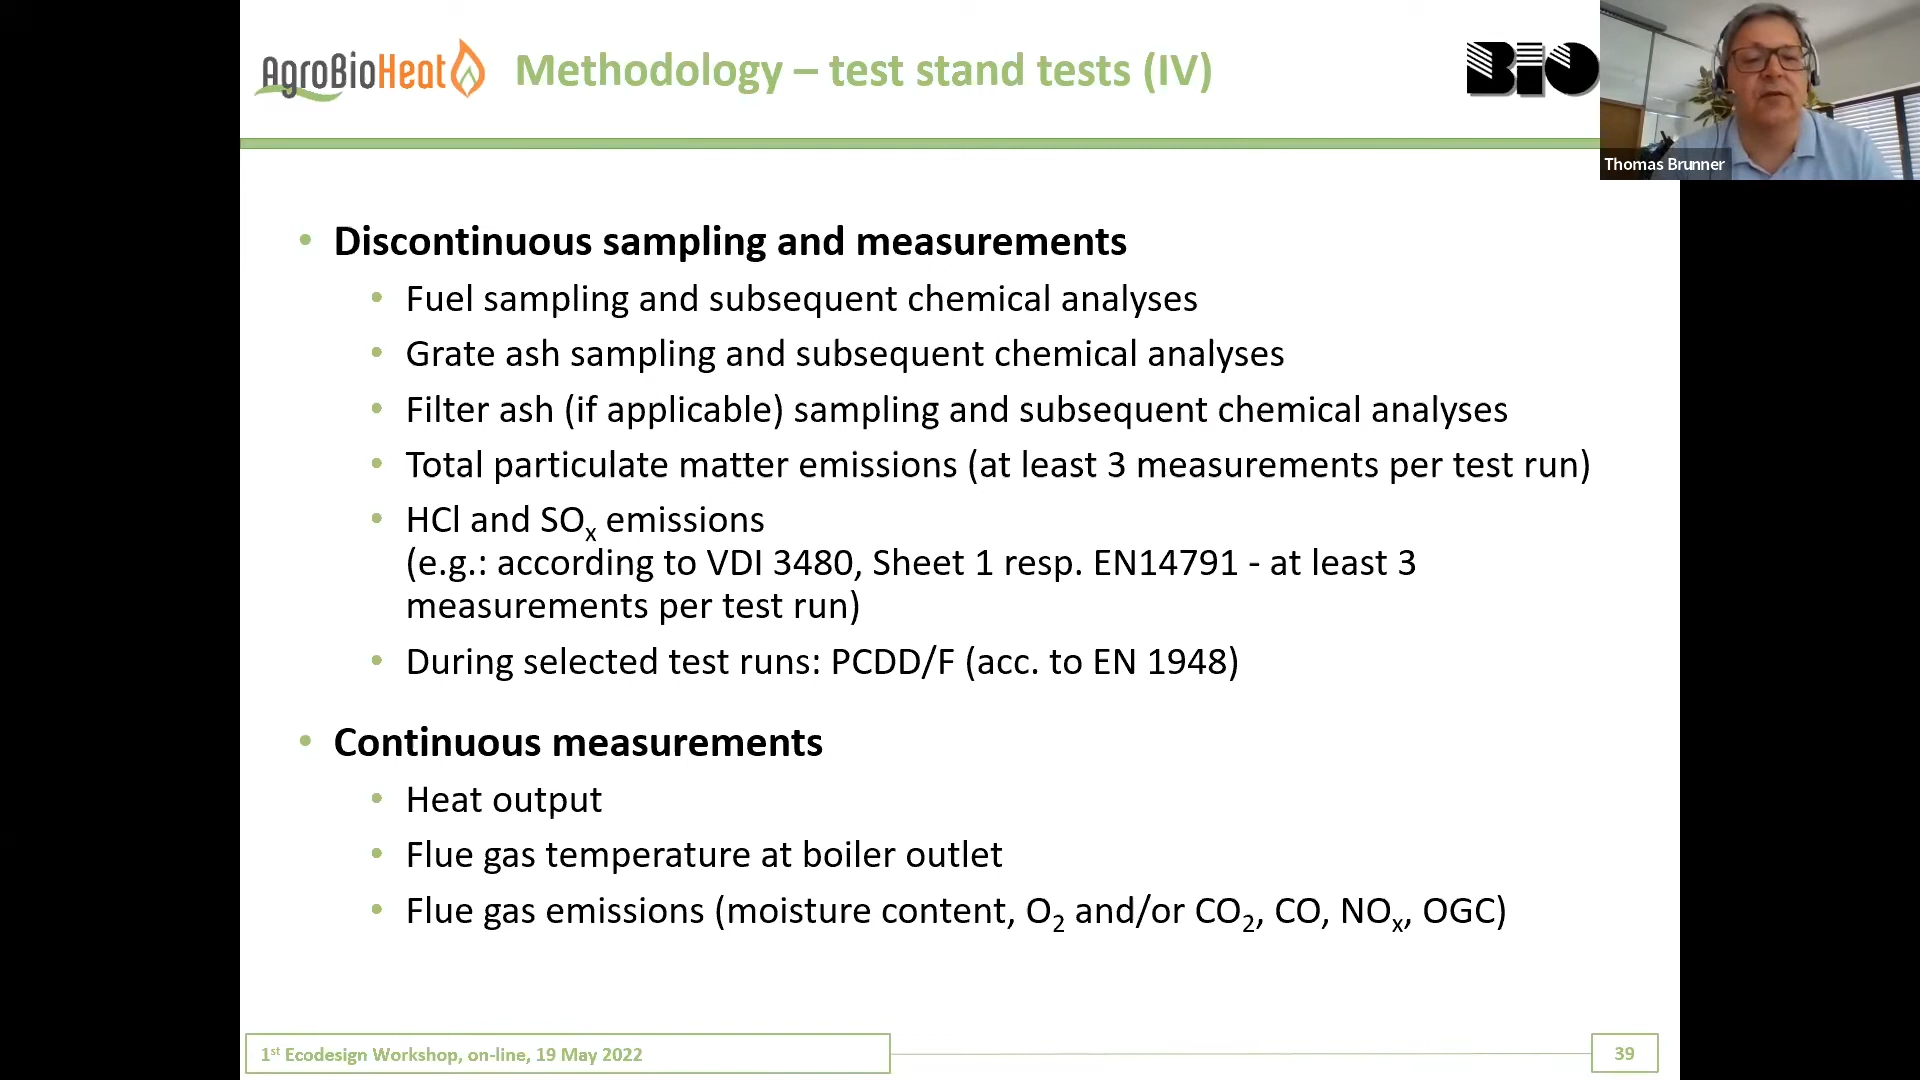 AgroBioHeat
Methodology – test stand tests (IV)
BIO
Thomas Brunner
• Discontinuous sampling and measurements
• Fuel sampling and subsequent chemical analyses
• Grate ash sampling and subsequent chemical analyses
• Filter ash (if applicable) sampling and subsequent chemical analyses
• Total particulate matter emissions (at least 3 measurements per test run)
• HCl and SOx emissions
(e.g.: according to VDI 3480, Sheet 1 resp. EN14791 - at least 3
measurements per test run)
• During selected test runs: PCDD/F (acc. to EN 1948)
• Continuous measurements
• Heat output
• Flue gas temperature at boiler outlet
• Flue gas emissions (moisture content, O2 and/or CO2, CO, NOx, OGC)
1st Ecodesign Workshop, on-line, 19 May 2022
39